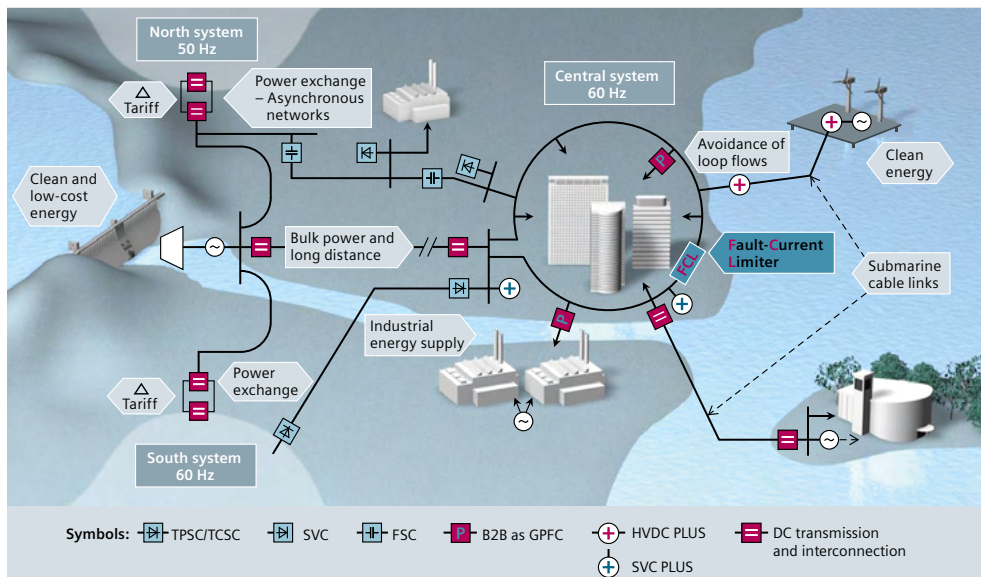 North system
50 Hz
Power exchange
– Asynchronous
networks
△
Tariff
Central system
60 Hz
P
Avoidance of
loop flows
~
Clean
energy
Clean and
low-cost
energy
~
Bulk power and
long distance
FCL
Fault-Current
Limiter
Submarine
cable links
Industrial
energy supply
P
~
△
Tariff
Power
exchange
South system
60 Hz
~
Symbols:
TPSC/TCSC
SVC
FSC
P
B2B as GPFC
HVDC PLUS
SVC PLUS
DC transmission
and interconnection